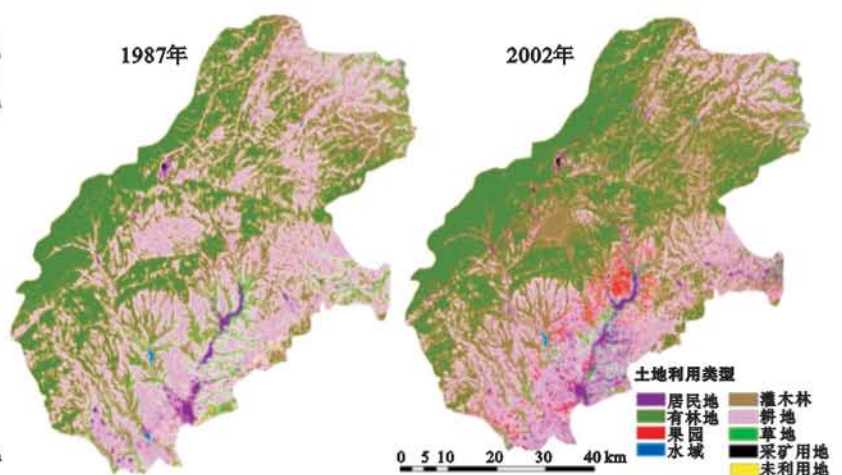 1987年
2002年
土地利用类型
居民地
灌木林
有林地
耕地
果园
草地
水域
采矿用地
未利用地
0 5 10 20 30 40 km